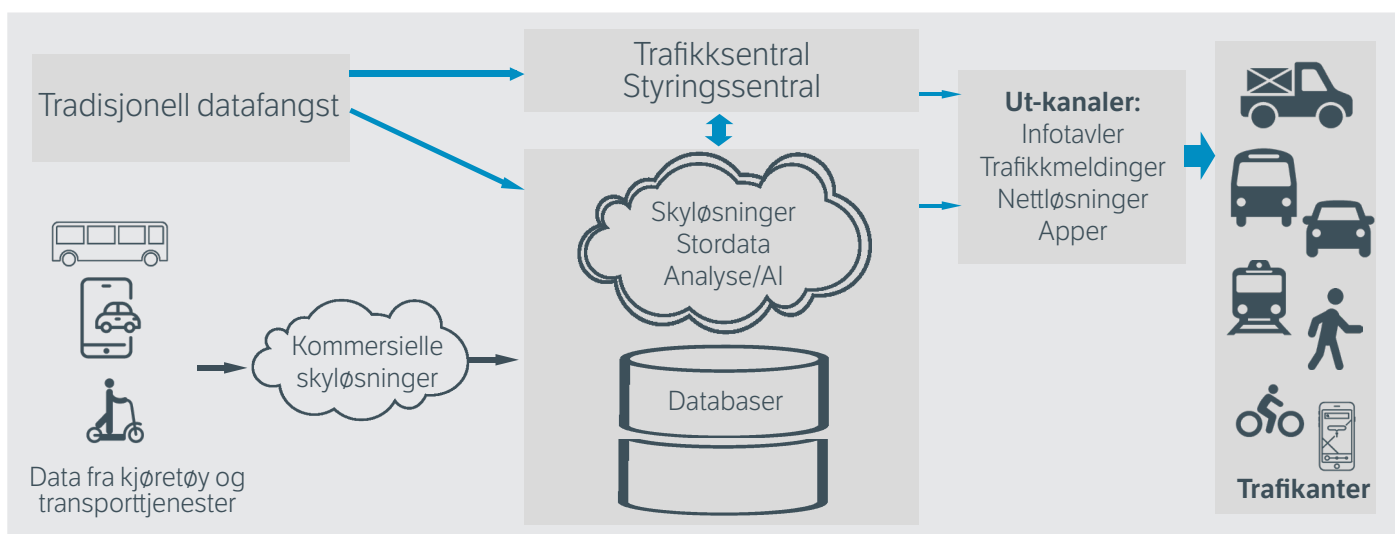 Tradisjonell datafangst
Trafikksentral
Styringssentral
Ut-kanaler:
Infotavler
Trafikkmeldinger
Nettløsninger
Apper
Skyløsninger
Stordata
Analyse/AI
Kommersielle
skyløsninger
Databaser
Data fra kjøretøy og
transporttjenester
Trafikanter